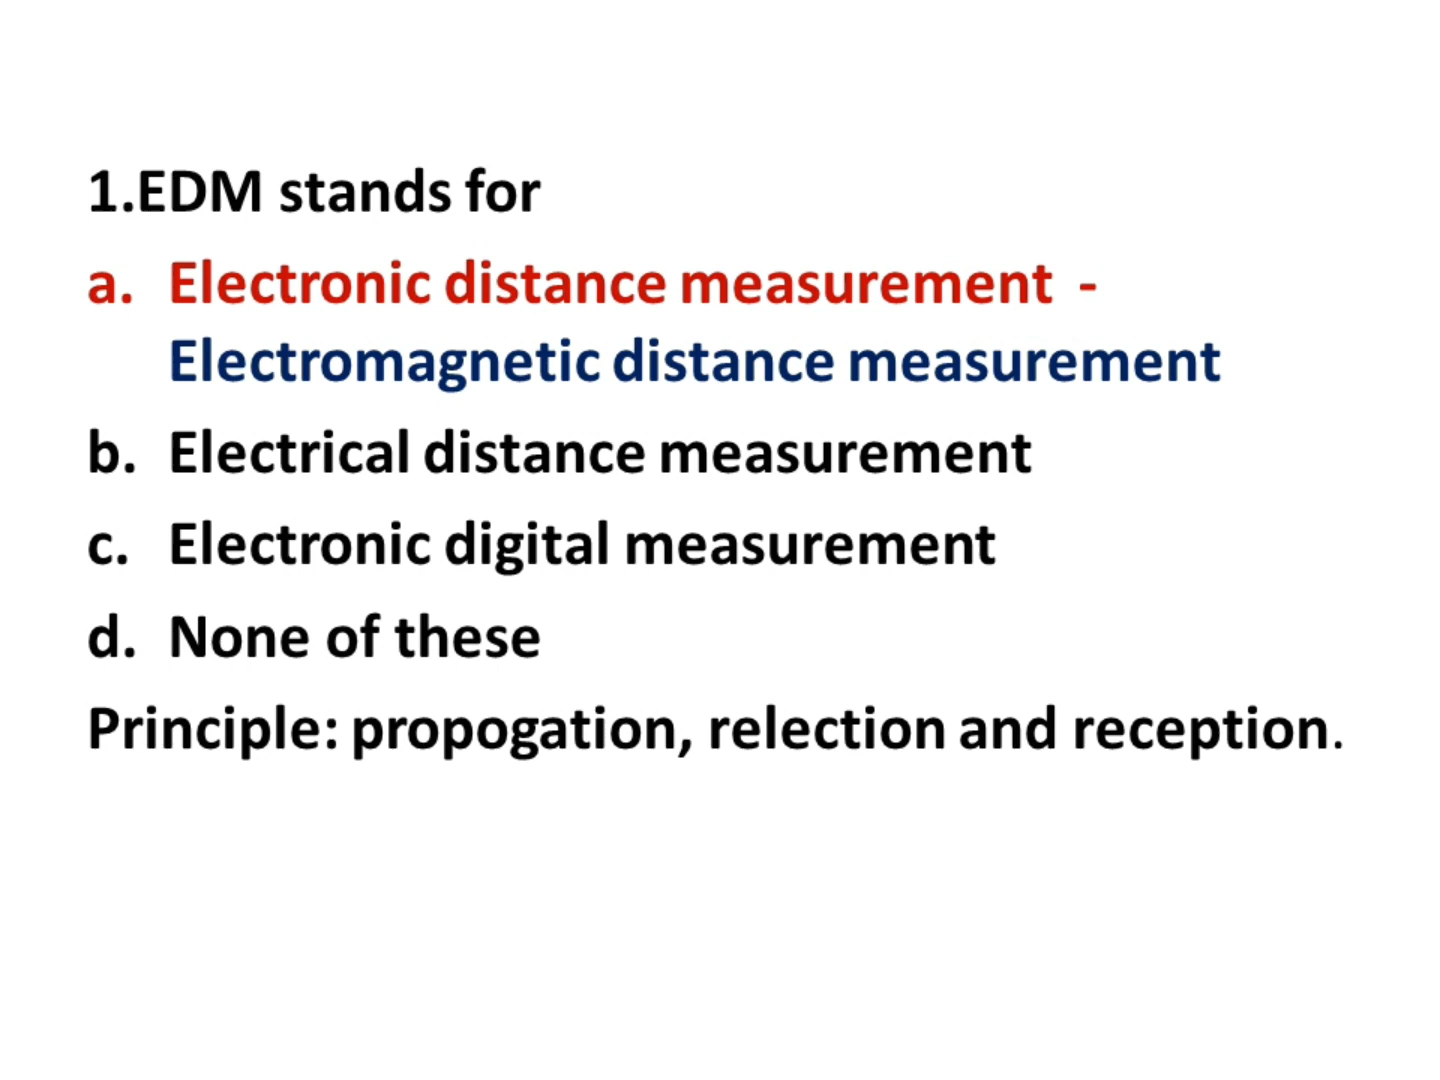 1.EDM stands for
a. Electronic distance measurement -
Electromagnetic distance measurement
b. Electrical distance measurement
c. Electronic digital measurement
d. None of these
Principle: propogation, relection and reception.